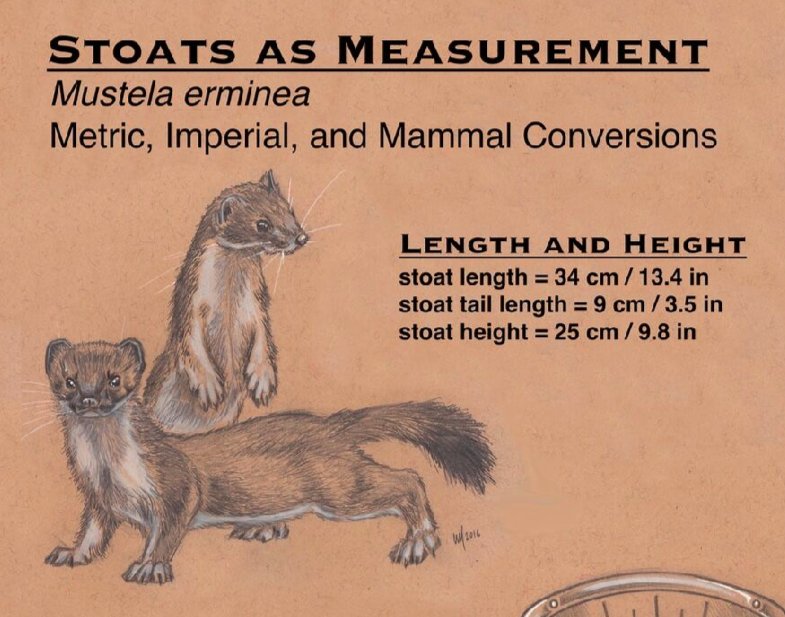 STOATS AS MEASUREMENT
Mustela erminea
Metric, Imperial, and Mammal Conversions
LENGTH AND HEIGHT
stoat length = 34 cm / 13.4 in
stoat tail length = 9 cm / 3.5 in
stoat height = 25 cm / 9.8 in
2016